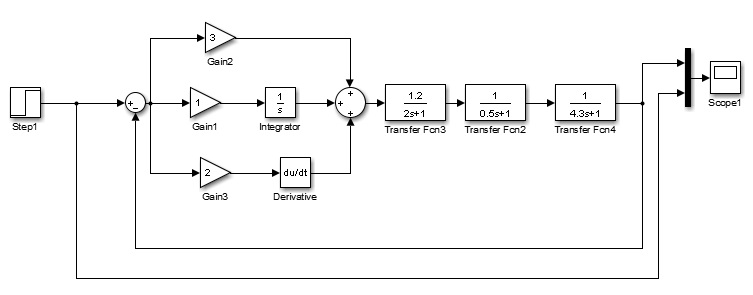 3
Gain2
Step1
+
−
1
Gain1
1
s
Integrator
+
+
+
1.2
2s+1
Transfer Fcn3
1
0.5s+1
Transfer Fcn2
1
4.3s+1
Transfer Fcn4
Scope1
2
Gain3
du/dt
Derivative